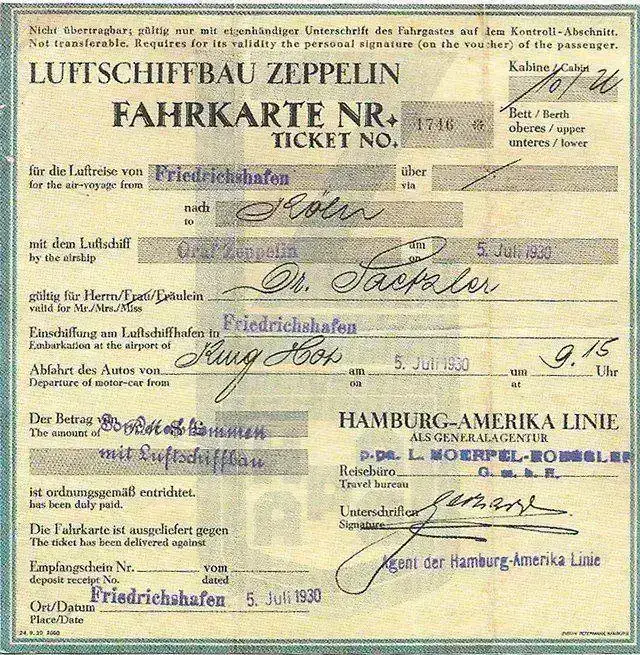 Nicht übertragbar; gültig nur mit eigenhändiger Unterschrift des Fahrgastes auf dem Kontroll-Abschnitt.
Not transferable. Requires for its validity the personal signature (on the voucher) of the passenger.
LUFTSCHIFFBAU ZEPPELIN
Kabine / Cabin
FAHRKARTE NR.
TICKET NO.
1746
Bett / Berth
oberes / upper
unteres / lower
für die Luftreise von Friedrichshafen über
for the air-voyage from via
nach Köln
to
mit dem Luftschiff Graf Zeppelin am 5. Juli 1930
by the airship on
gültig für Herrn/Frau/Fräulein Dr.
valid for Mr./Mrs./Miss
Einschiffung am Luftschiffhafen in Friedrichshafen
Embarkation at the airport of
Abfahrt des Autos von am 5. Juli 1930 um 9.15 Uhr
Departure of motor-car from on at
Der Betrag von
The amount of
mit Luftschiffbau
ist ordnungsgemäß entrichtet.
has been duly paid.
Die Fahrkarte ist ausgeliefert gegen
The ticket has been delivered against
Empfangschein Nr. vom
deposit receipt No. dated
Ort/Datum Friedrichshafen 5. Juli 1930
Place/Date
HAMBURG-AMERIKA LINIE
ALS GENERALAGENTUR
Reisebüro G. m. b. H.
Travel bureau
Unterschriften
Signature
Agent der Hamburg-Amerika Linie